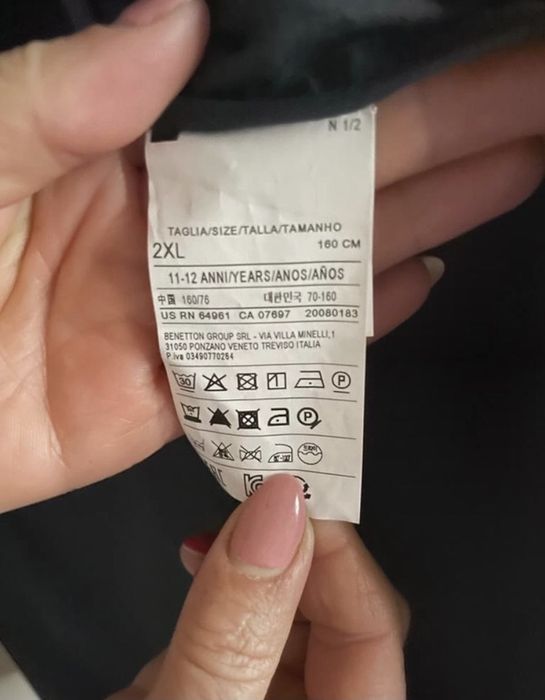 N 1/2
TAGLIA/SIZE/TALLA/TAMANHO
2XL 160 CM
11-12 ANNI/YEARS/ANOS/AÑOS
中国 160/76 대한민국 70-160
US RN 64961 CA 07697 20080183
BENETTON GROUP SRL - VIA VILLA MINELLI,1
31050 PONZANO VENETO TREVISO ITALIA
P.iva 03490770264
30 P
P